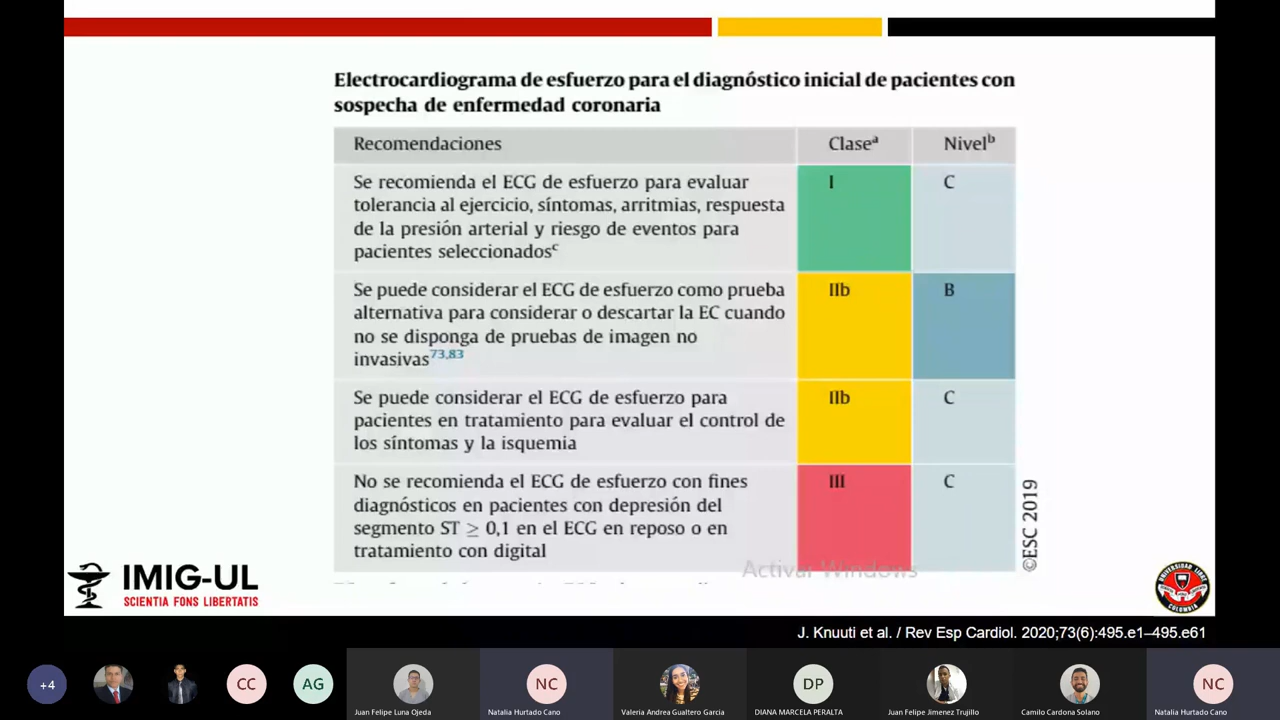 Electrocardiograma de esfuerzo para el diagnóstico inicial de pacientes con
sospecha de enfermedad coronaria
Recomendaciones Claseᵃ Nivelᵇ
Se recomienda el ECG de esfuerzo para evaluar I C
tolerancia al ejercicio, síntomas, arritmias, respuesta
de la presión arterial y riesgo de eventos para
pacientes seleccionadosᶜ
Se puede considerar el ECG de esfuerzo como prueba IIb B
alternativa para considerar o descartar la EC cuando
no se disponga de pruebas de imagen no
invasivas73,83
Se puede considerar el ECG de esfuerzo para IIb C
pacientes en tratamiento para evaluar el control de
los síntomas y la isquemia
No se recomienda el ECG de esfuerzo con fines III C
diagnósticos en pacientes con depresión del
segmento ST ≥ 0,1 en el ECG en reposo o en
tratamiento con digital
©ESC 2019
Activar Windows
IMIG-UL
SCIENTIA FONS LIBERTATIS
UNIVERSIDAD LIBRE
COLOMBIA
J. Knuuti et al. / Rev Esp Cardiol. 2020;73(6):495.e1–495.e61
+4
CC
AG
NC
DP
NC
Juan Felipe Luna Ojeda
Natalia Hurtado Cano
Valeria Andrea Gualtero Garcia
DIANA MARCELA PERALTA
Juan Felipe Jimenez Trujillo
Camilo Cardona Solano
Natalia Hurtado Cano